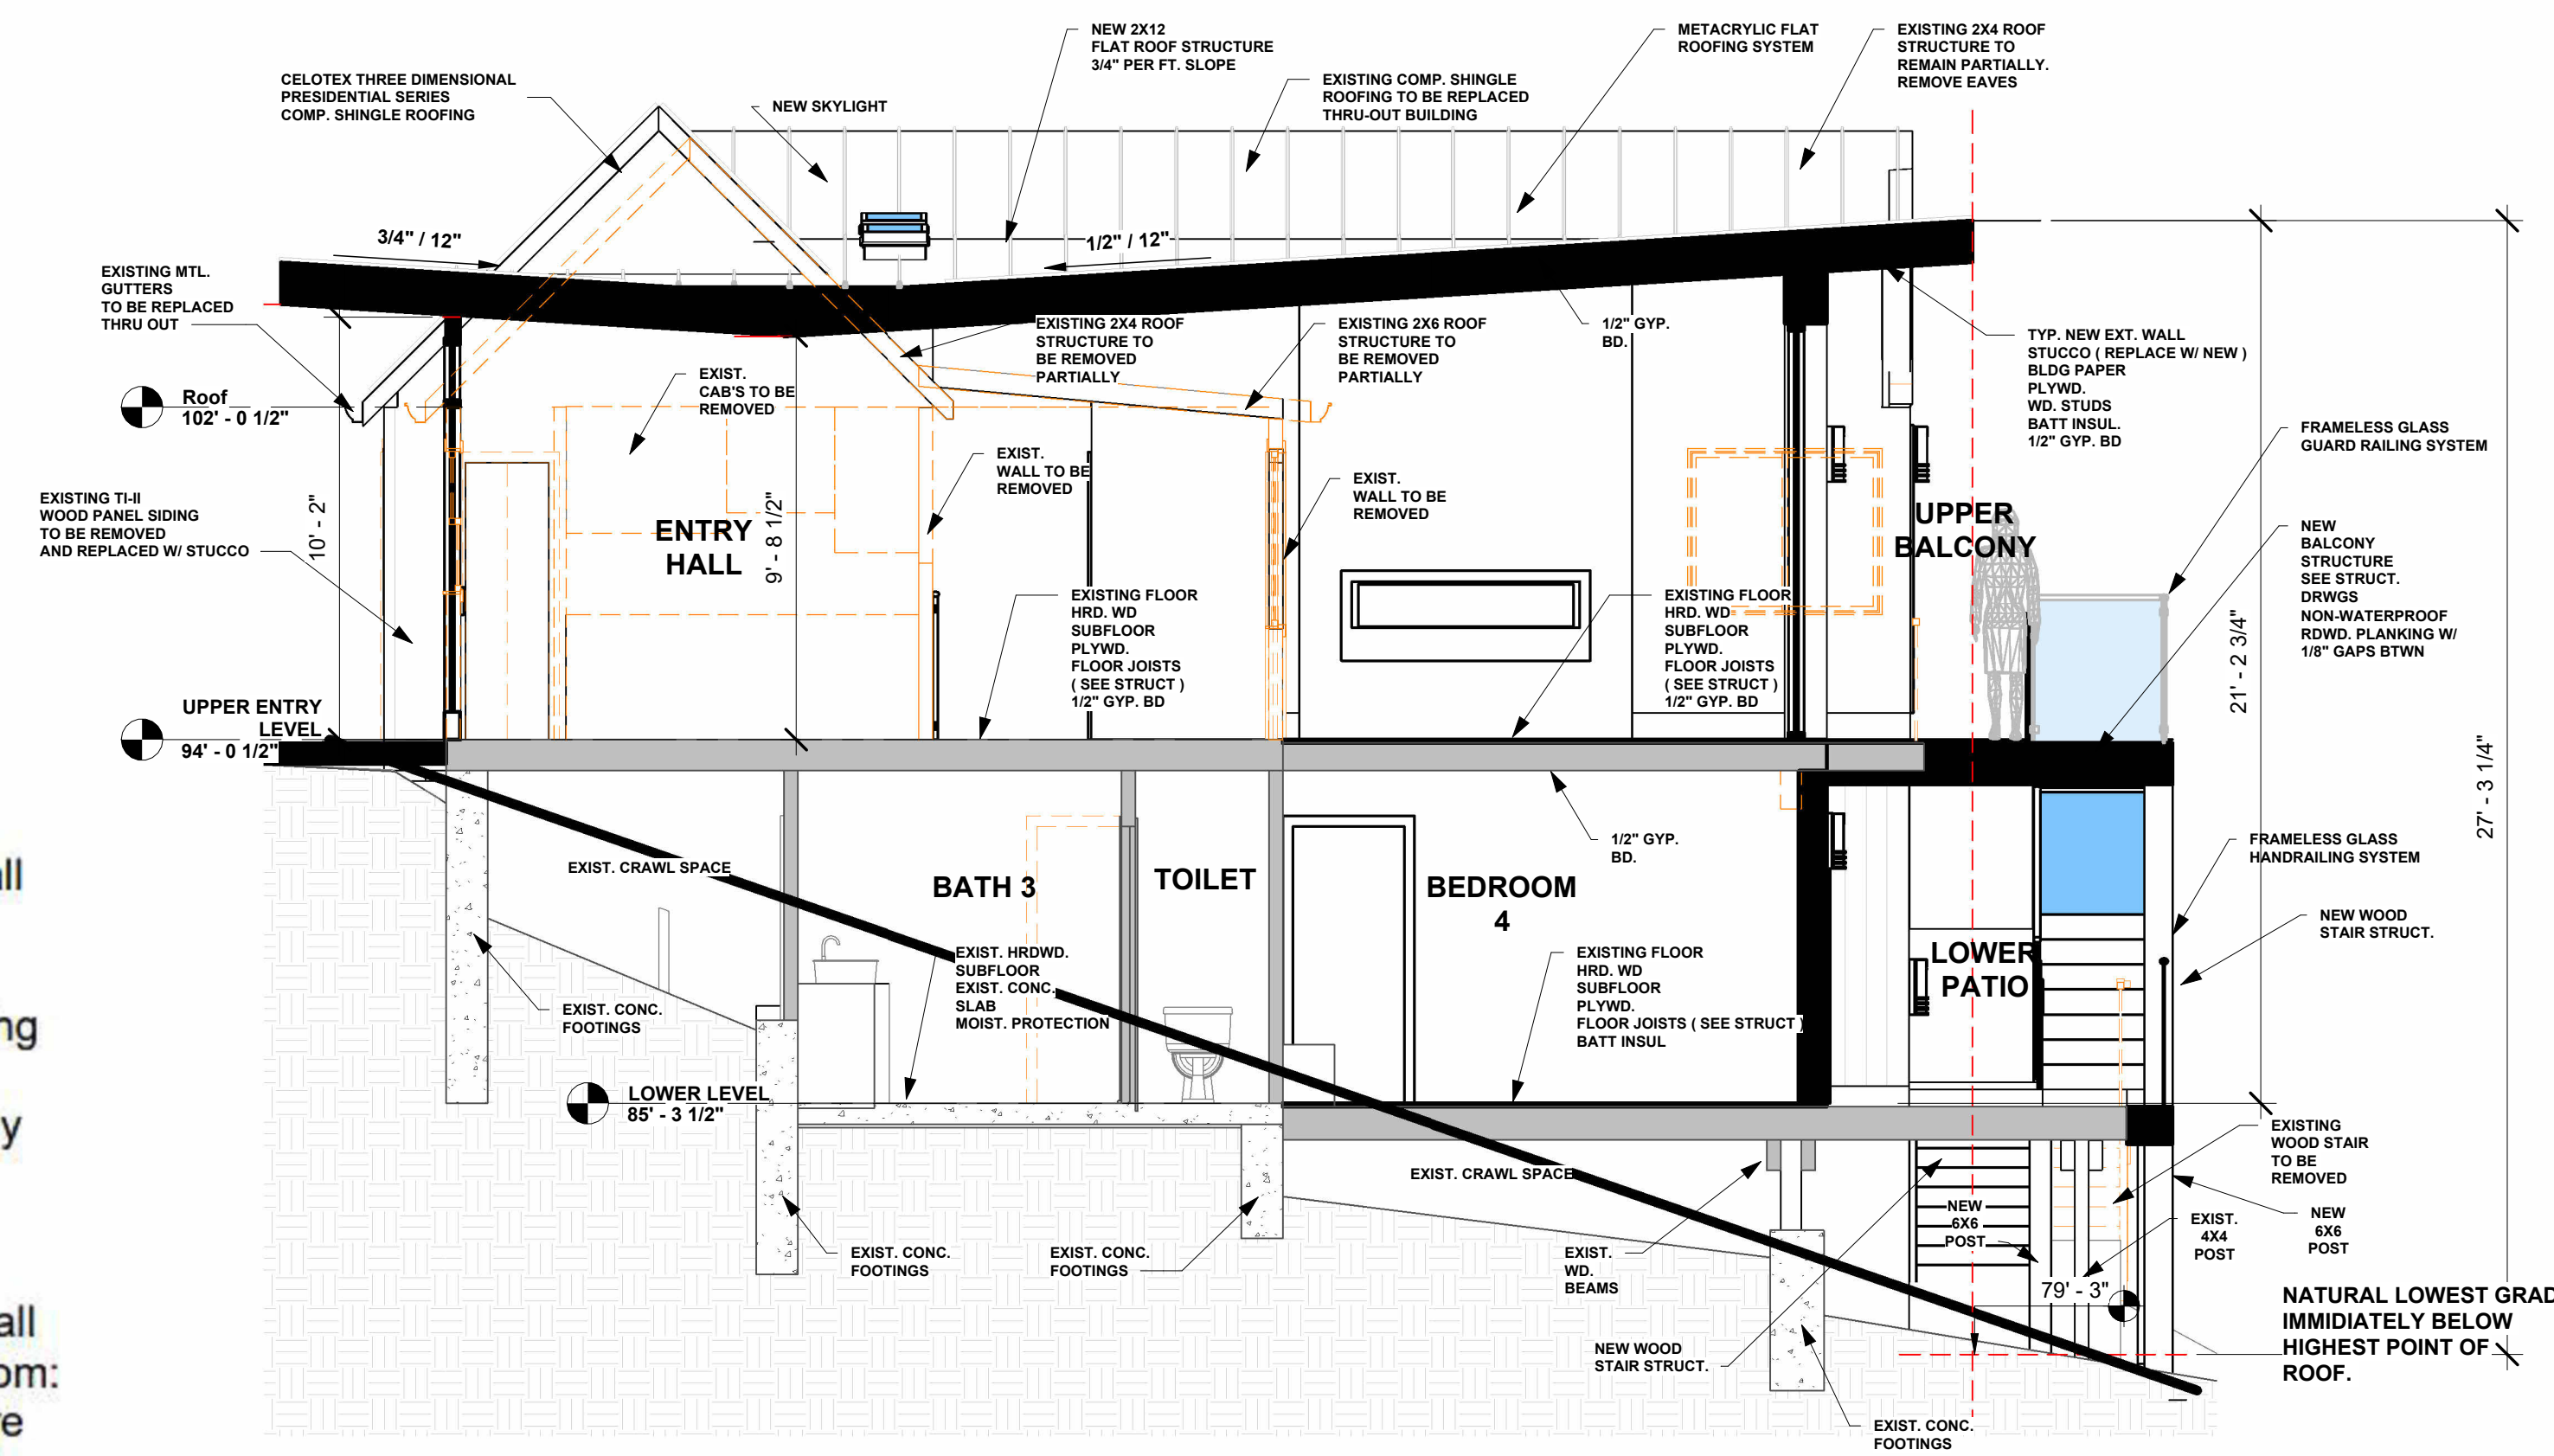 NEW 2X12
FLAT ROOF STRUCTURE
3/4" PER FT. SLOPE
METACRYLIC FLAT
ROOFING SYSTEM
EXISTING 2X4 ROOF
STRUCTURE TO
REMAIN PARTIALLY.
REMOVE EAVES
CELOTEX THREE DIMENSIONAL
PRESIDENTIAL SERIES
COMP. SHINGLE ROOFING
NEW SKYLIGHT
EXISTING COMP. SHINGLE
ROOFING TO BE REPLACED
THRU-OUT BUILDING
3/4" / 12"
1/2" / 12"
EXISTING MTL.
GUTTERS
TO BE REPLACED
THRU OUT
EXISTING 2X4 ROOF
STRUCTURE TO
BE REMOVED
PARTIALLY
EXISTING 2X6 ROOF
STRUCTURE TO
BE REMOVED
PARTIALLY
1/2" GYP.
BD.
TYP. NEW EXT. WALL
STUCCO ( REPLACE W/ NEW )
BLDG PAPER
PLYWD.
WD. STUDS
BATT INSUL.
1/2" GYP. BD
Roof
102' - 0 1/2"
EXIST.
CAB'S TO BE
REMOVED
FRAMELESS GLASS
GUARD RAILING SYSTEM
EXIST.
WALL TO BE
REMOVED
EXIST.
WALL TO BE
REMOVED
EXISTING TI-II
WOOD PANEL SIDING
TO BE REMOVED
AND REPLACED W/ STUCCO
10' - 2"
ENTRY
HALL
9' - 8 1/2"
UPPER
BALCONY
NEW
BALCONY
STRUCTURE
SEE STRUCT.
DRWGS
NON-WATERPROOF
RDWD. PLANKING W/
1/8" GAPS BTWN
EXISTING FLOOR
HRD. WD
SUBFLOOR
PLYWD.
FLOOR JOISTS
( SEE STRUCT )
1/2" GYP. BD
EXISTING FLOOR
HRD. WD
SUBFLOOR
PLYWD.
FLOOR JOISTS
( SEE STRUCT )
1/2" GYP. BD
21' - 2 3/4"
27' - 3 1/4"
UPPER ENTRY
LEVEL
94' - 0 1/2"
all
EXIST. CRAWL SPACE
BATH 3
TOILET
BEDROOM
4
1/2" GYP.
BD.
FRAMELESS GLASS
HANDRAILING SYSTEM
NEW WOOD
STAIR STRUCT.
LOWER
PATIO
EXIST. HRDWD.
SUBFLOOR
EXIST. CONC.
SLAB
MOIST. PROTECTION
EXISTING FLOOR
HRD. WD
SUBFLOOR
PLYWD.
FLOOR JOISTS ( SEE STRUCT )
BATT INSUL
EXIST. CONC.
FOOTINGS
ng
LOWER LEVEL
85' - 3 1/2"
y
EXISTING
WOOD STAIR
TO BE
REMOVED
EXIST. CRAWL SPACE
NEW
6X6
POST
EXIST.
4X4
POST
NEW
6X6
POST
EXIST. CONC.
FOOTINGS
EXIST. CONC.
FOOTINGS
EXIST.
WD.
BEAMS
79' - 3"
NATURAL LOWEST GRAD
IMMIDIATELY BELOW
HIGHEST POINT OF
ROOF.
all
om:
NEW WOOD
STAIR STRUCT.
EXIST. CONC.
FOOTINGS